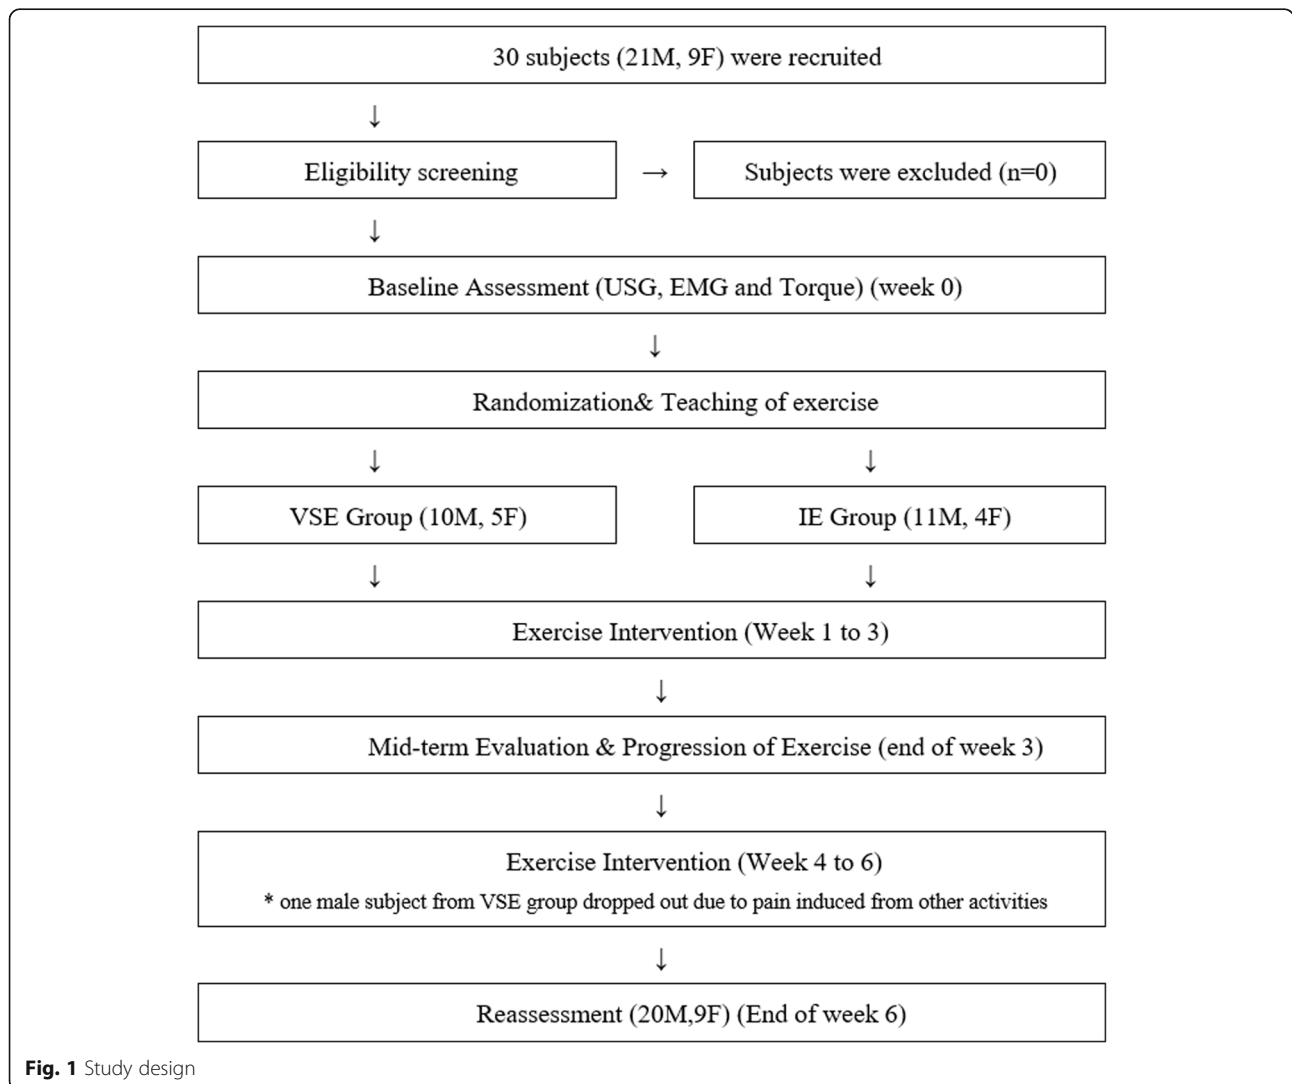 30 subjects (21M, 9F) were recruited
↓
Eligibility screening → Subjects were excluded (n=0)
↓
Baseline Assessment (USG, EMG and Torque) (week 0)
↓
Randomization& Teaching of exercise
↓ ↓
VSE Group (10M, 5F) IE Group (11M, 4F)
↓ ↓
Exercise Intervention (Week 1 to 3)
↓
Mid-term Evaluation & Progression of Exercise (end of week 3)
↓
Exercise Intervention (Week 4 to 6)
* one male subject from VSE group dropped out due to pain induced from other activities
↓
Reassessment (20M,9F) (End of week 6)
Fig. 1 Study design